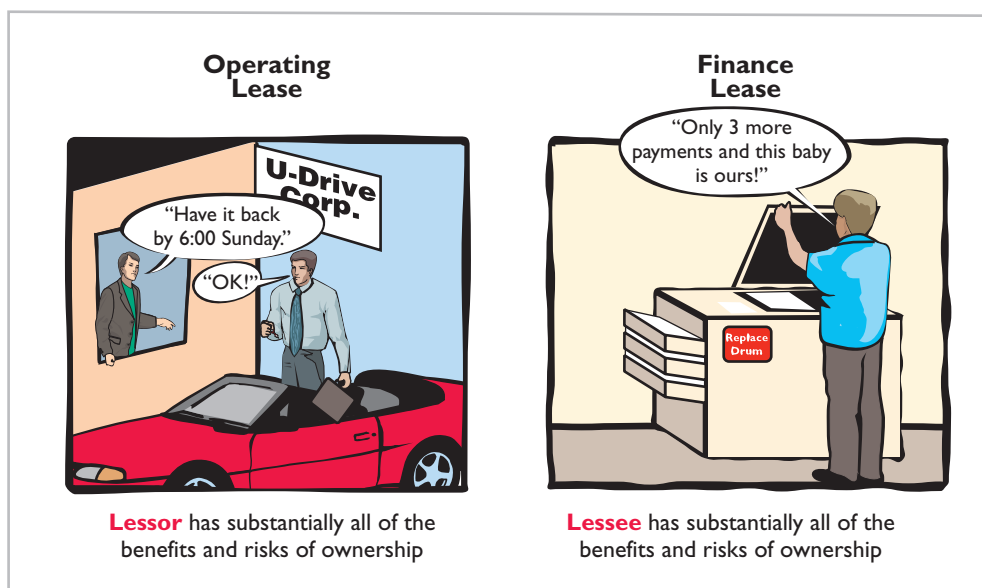 Operating
Lease
U-Drive
Corp.
“Have it back
by 6:00 Sunday.”
“OK!”
Lessor has substantially all of the
benefits and risks of ownership
Finance
Lease
“Only 3 more
payments and this baby
is ours!”
Replace
Drum
Lessee has substantially all of the
benefits and risks of ownership